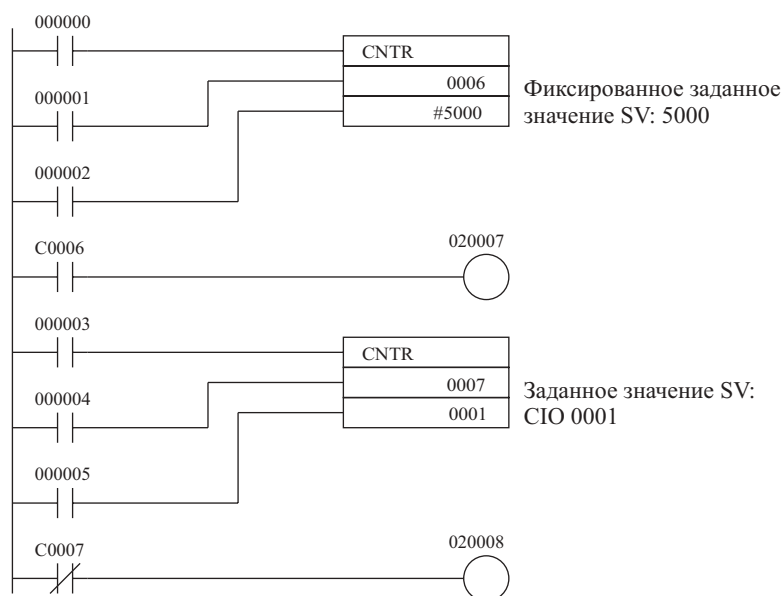 000000
CNTR
0006
#5000
Фиксированное заданное
значение SV: 5000
000001
000002
C0006
020007
000003
CNTR
0007
0001
Заданное значение SV:
CIO 0001
000004
000005
C0007
020008